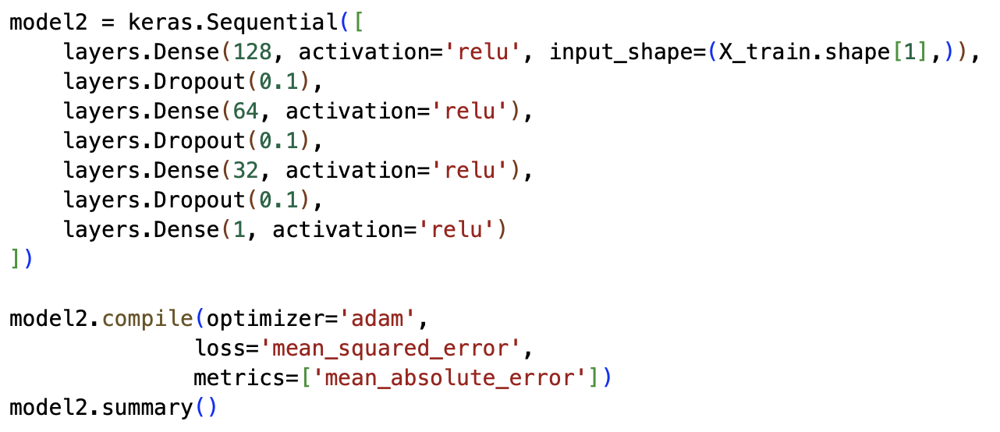 model2 = keras.Sequential([
    layers.Dense(128, activation='relu', input_shape=(X_train.shape[1],)),
    layers.Dropout(0.1),
    layers.Dense(64, activation='relu'),
    layers.Dropout(0.1),
    layers.Dense(32, activation='relu'),
    layers.Dropout(0.1),
    layers.Dense(1, activation='relu')
])

model2.compile(optimizer='adam',
              loss='mean_squared_error',
              metrics=['mean_absolute_error'])
model2.summary()